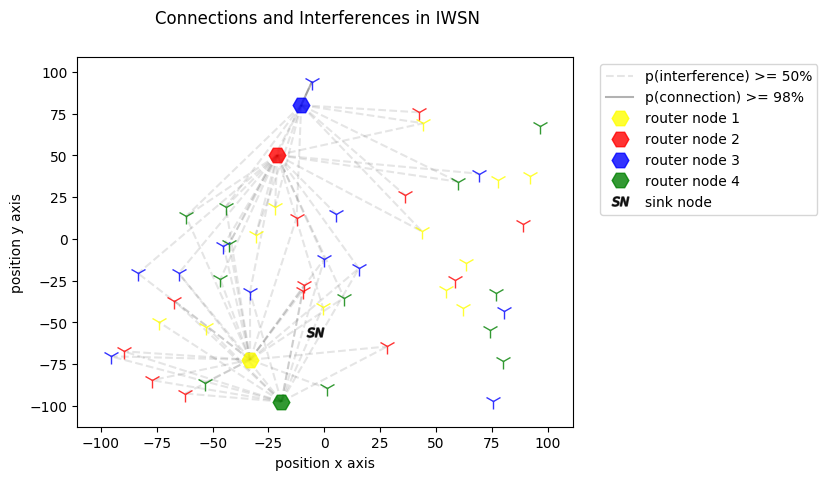 Connections and Interferences in IWSN
100
75
50
25
0
−25
−50
−75
−100
position y axis
−100
−75
−50
−25
0
25
50
75
100
position x axis
SN
p(interference) >= 50%
p(connection) >= 98%
router node 1
router node 2
router node 3
router node 4
SN sink node